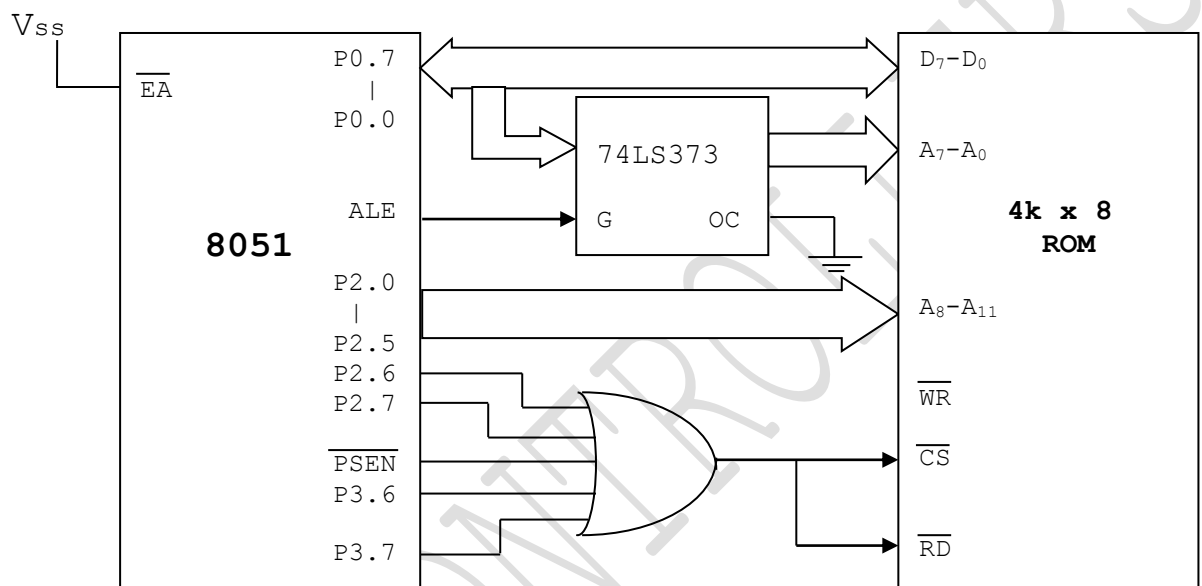 Vss
EA
P0.7
|
P0.0
ALE
8051
P2.0
|
P2.5
P2.6
P2.7
PSEN
P3.6
P3.7
74LS373
G OC
D₇-D₀
A₇-A₀
4k x 8
ROM
A₈-A₁₁
WR
CS
RD